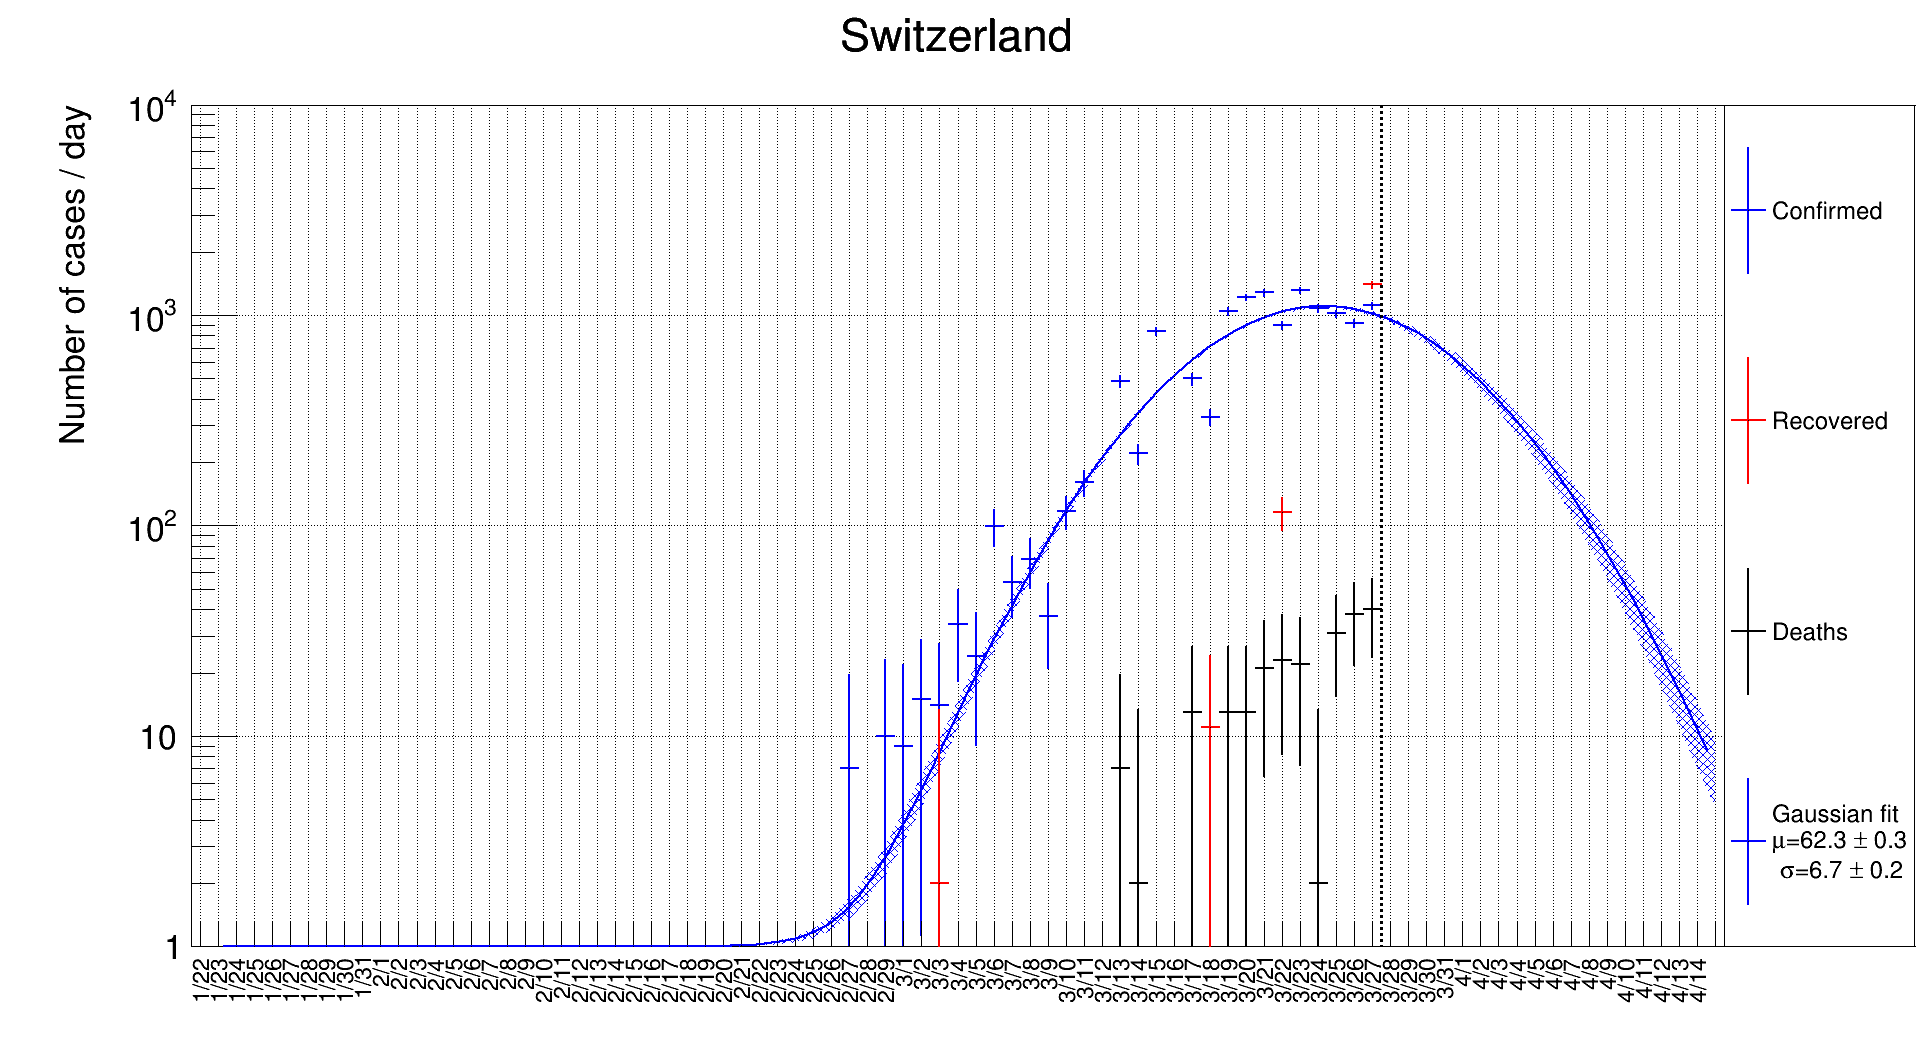 Switzerland
Number of cases / day
10⁴
10³
10²
10
1
1/22 1/23 1/24 1/25 1/26 1/27 1/28 1/29 1/30 1/31 2/1 2/2 2/3 2/4 2/5 2/6 2/7 2/8 2/9 2/10 2/11 2/12 2/13 2/14 2/15 2/16 2/17 2/18 2/19 2/20 2/21 2/22 2/23 2/24 2/25 2/26 2/27 2/28 2/29 3/1 3/2 3/3 3/4 3/5 3/6 3/7 3/8 3/9 3/10 3/11 3/12 3/13 3/14 3/15 3/16 3/17 3/18 3/19 3/20 3/21 3/22 3/23 3/24 3/25 3/26 3/27 3/28 3/29 3/30 3/31 4/1 4/2 4/3 4/4 4/5 4/6 4/7 4/8 4/9 4/10 4/11 4/12 4/13 4/14
Confirmed
Recovered
Deaths
Gaussian fit
μ=62.3 ± 0.3
σ=6.7 ± 0.2